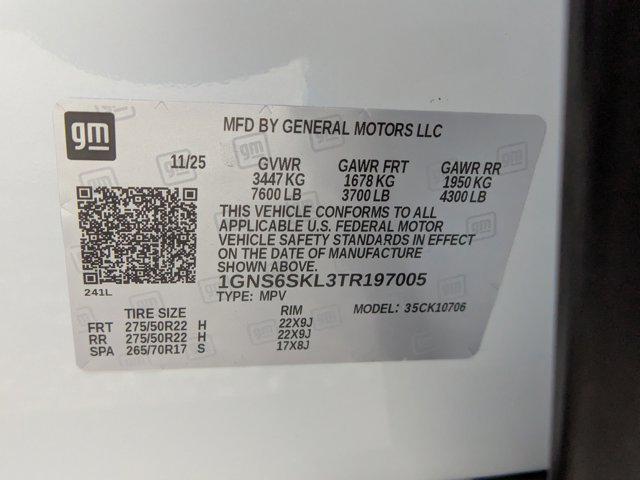 gm
MFD BY GENERAL MOTORS LLC
11/25 GVWR GAWR FRT GAWR RR
3447 KG 1678 KG 1950 KG
7600 LB 3700 LB 4300 LB
THIS VEHICLE CONFORMS TO ALL
APPLICABLE U.S. FEDERAL MOTOR
VEHICLE SAFETY STANDARDS IN EFFECT
ON THE DATE OF MANUFACTURE
SHOWN ABOVE.
1GNS6SKL3TR197005
TYPE: MPV MODEL: 35CK10706
241L
TIRE SIZE RIM
FRT 275/50R22 H 22X9J
RR 275/50R22 H 22X9J
SPA 265/70R17 S 17X8J